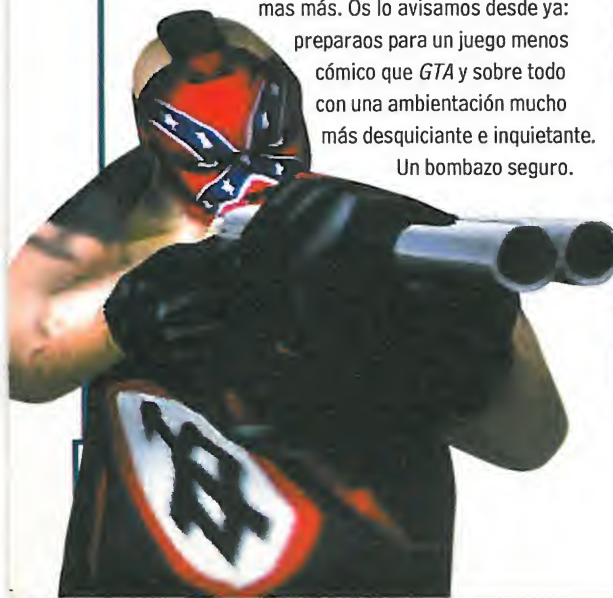 mas más. Os lo avisamos desde ya:
preparaos para un juego menos
cómico que GTA y sobre todo
con una ambientación mucho
más desquiciante e inquietante.
Un bombazo seguro.